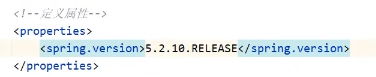 <!--定义属性-->
<properties>
<spring.version>5.2.10.RELEASE</spring.version>
</properties>